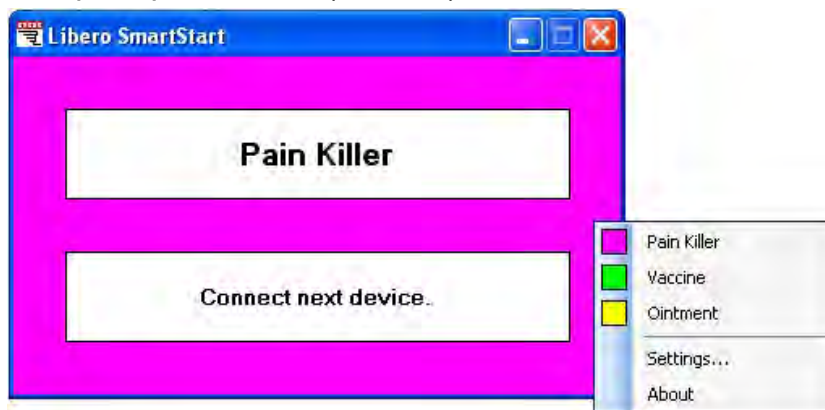 Libero SmartStart
Pain Killer
Connect next device.
Pain Killer
Vaccine
Ointment
Settings...
About